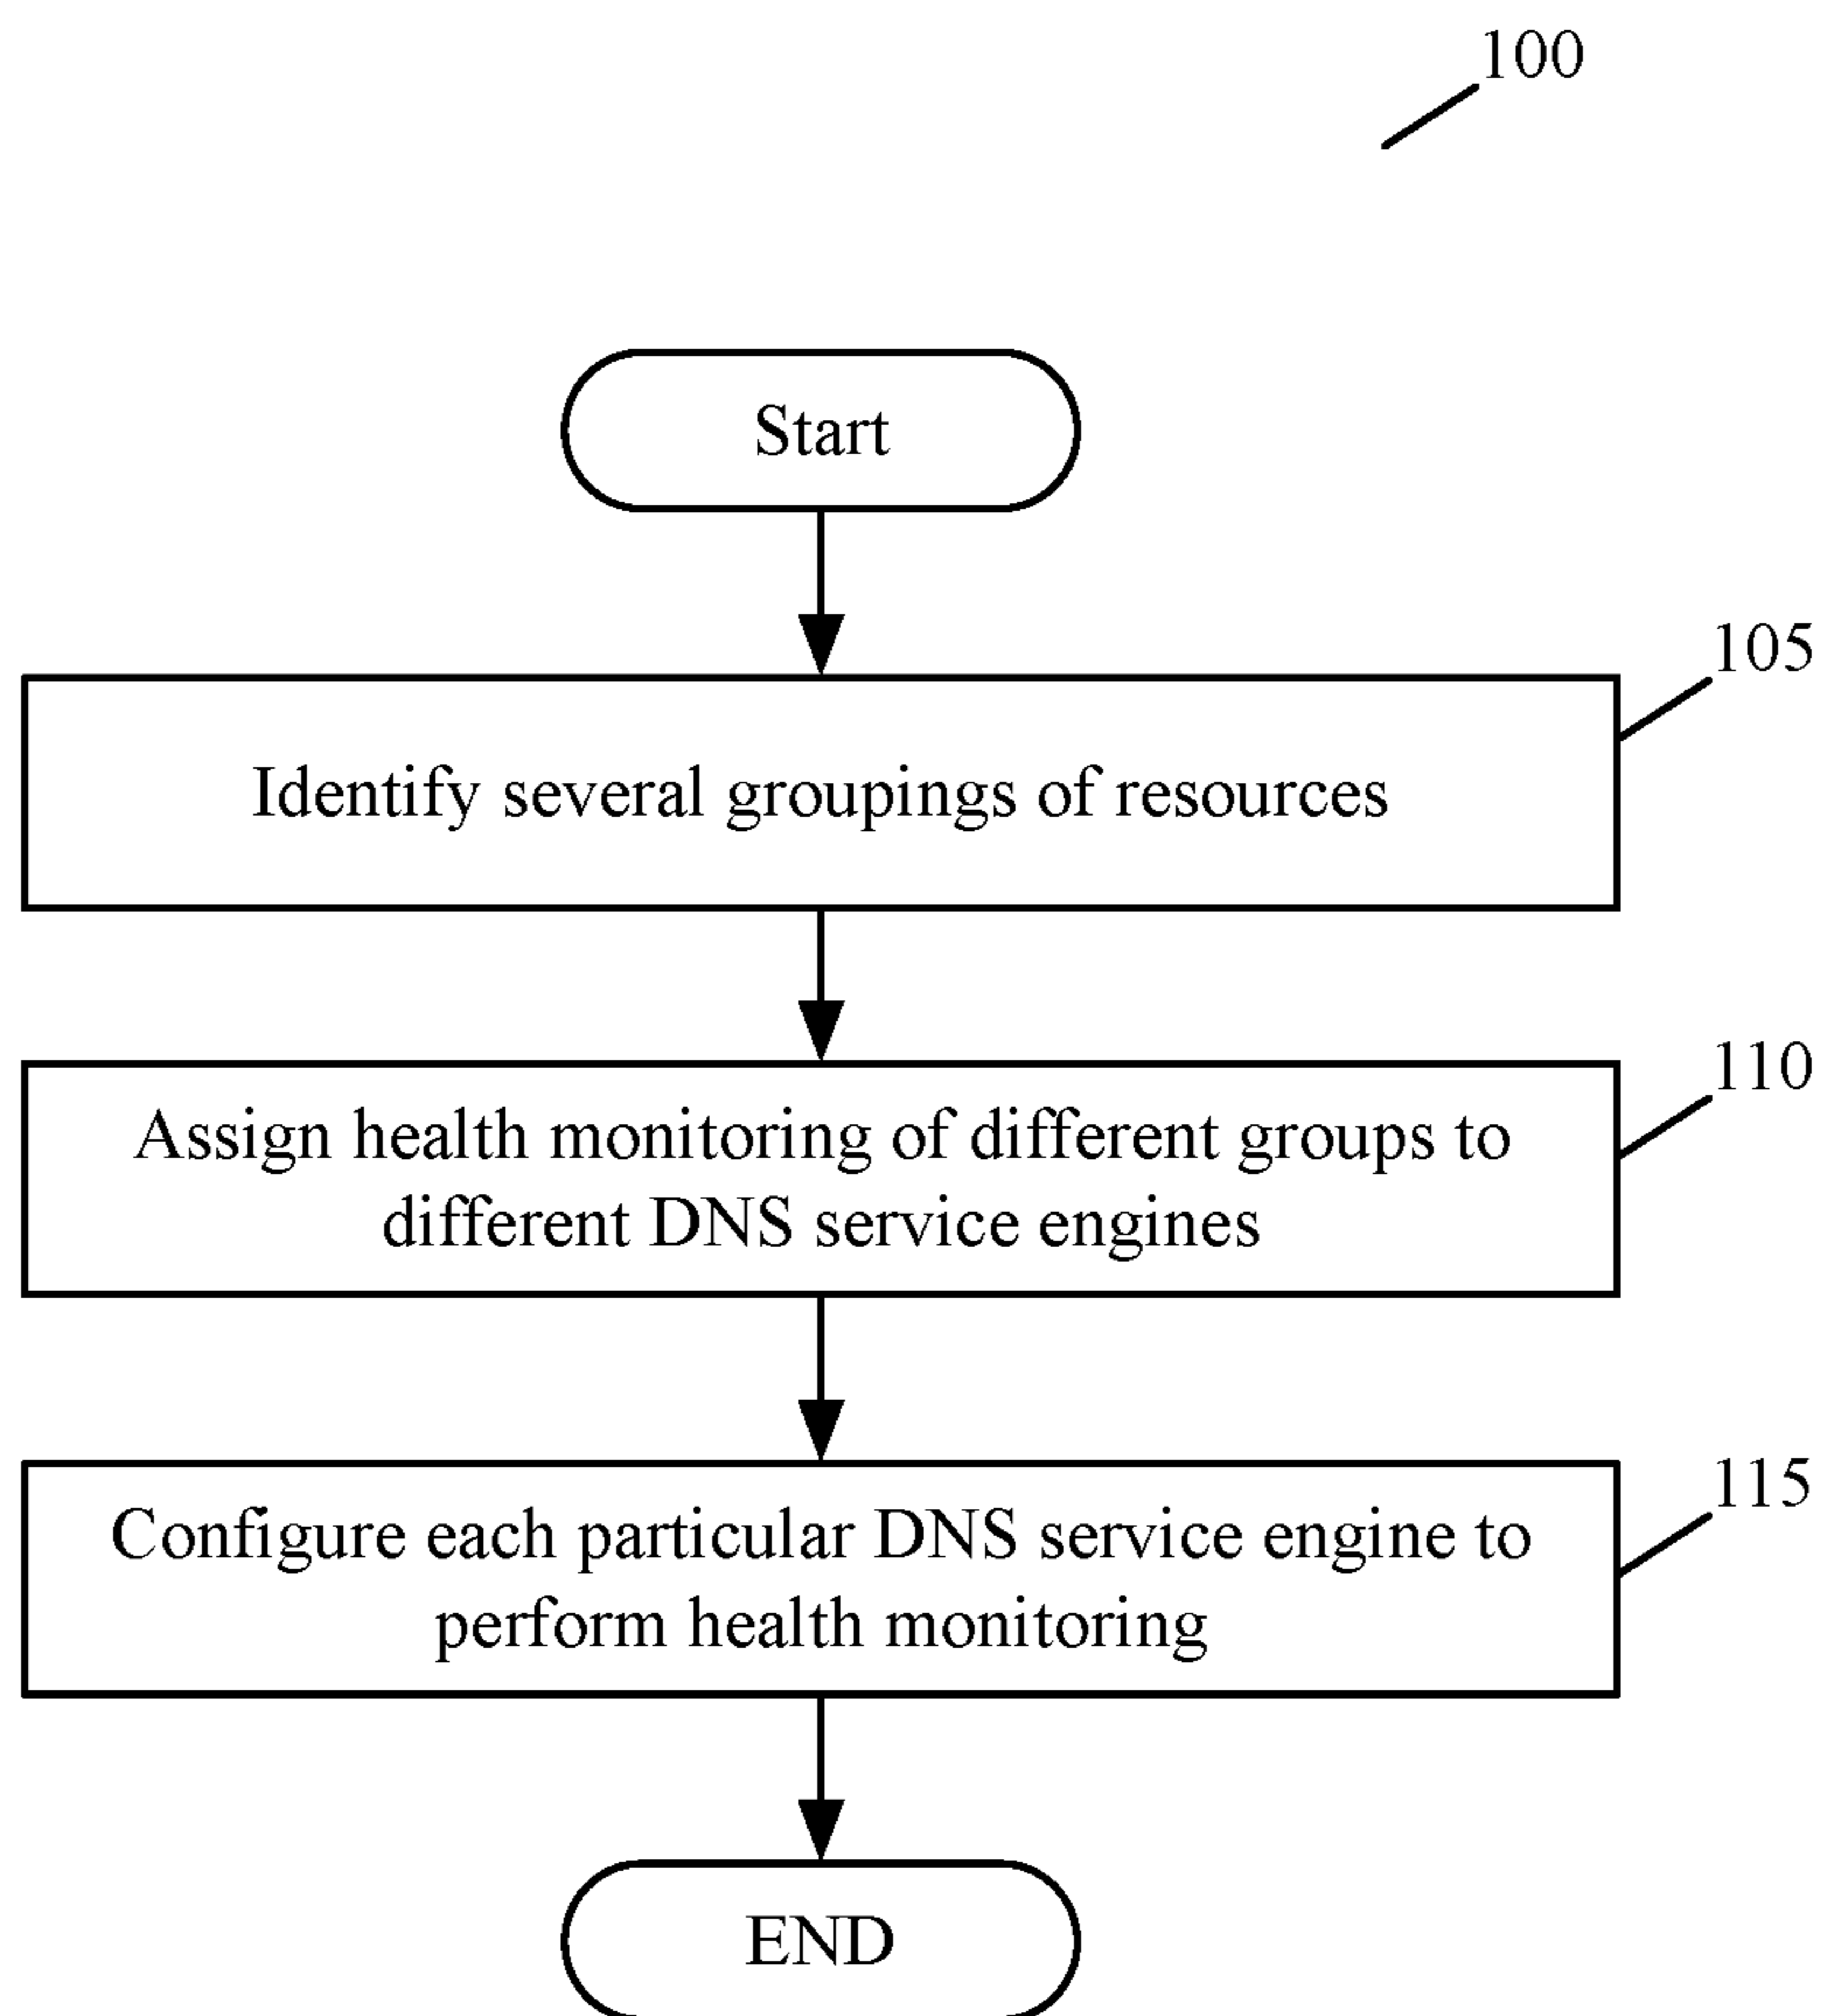 100
Start
105
Identify several groupings of resources
110
Assign health monitoring of different groups to
different DNS service engines
115
Configure each particular DNS service engine to
perform health monitoring
END